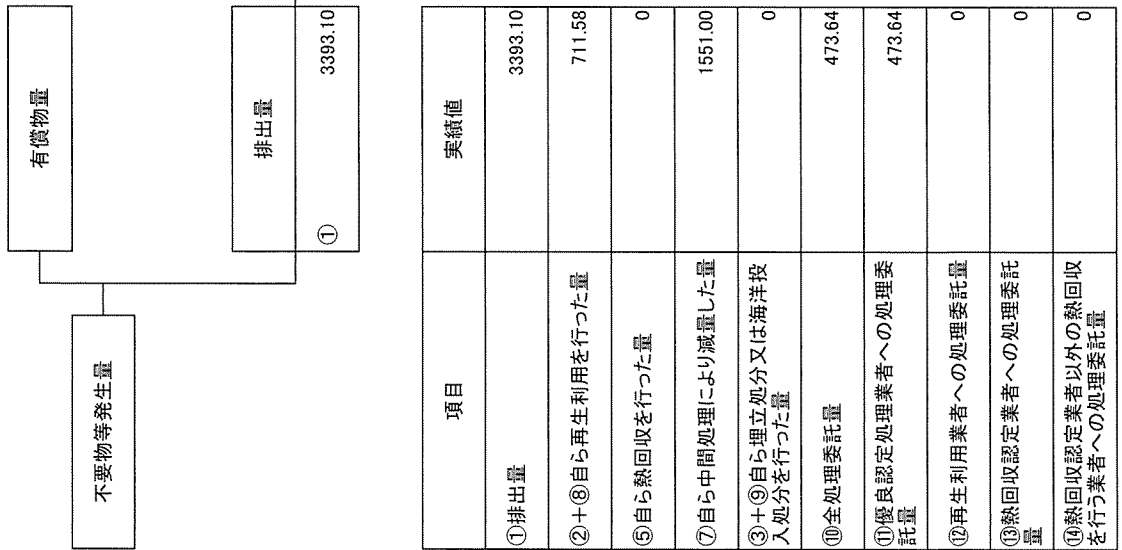 不要物等発生量
有償物量
排出量
① 3393.10
項目 実績値
①排出量 3393.10
②+⑧自ら再生利用を行った量 711.58
⑤自ら熱回収を行った量 0
⑦自ら中間処理により減量した量 1551.00
③+⑨自ら埋立処分又は海洋投
入処分を行った量 0
⑩全処理委託量 473.64
⑪優良認定処理業者への処理委
託量 473.64
⑫再生利用業者への処理委託量 0
⑬熱回収認定業者への処理委託
量 0
⑭熱回収認定業者以外の熱回収
を行う業者への処理委託量 0